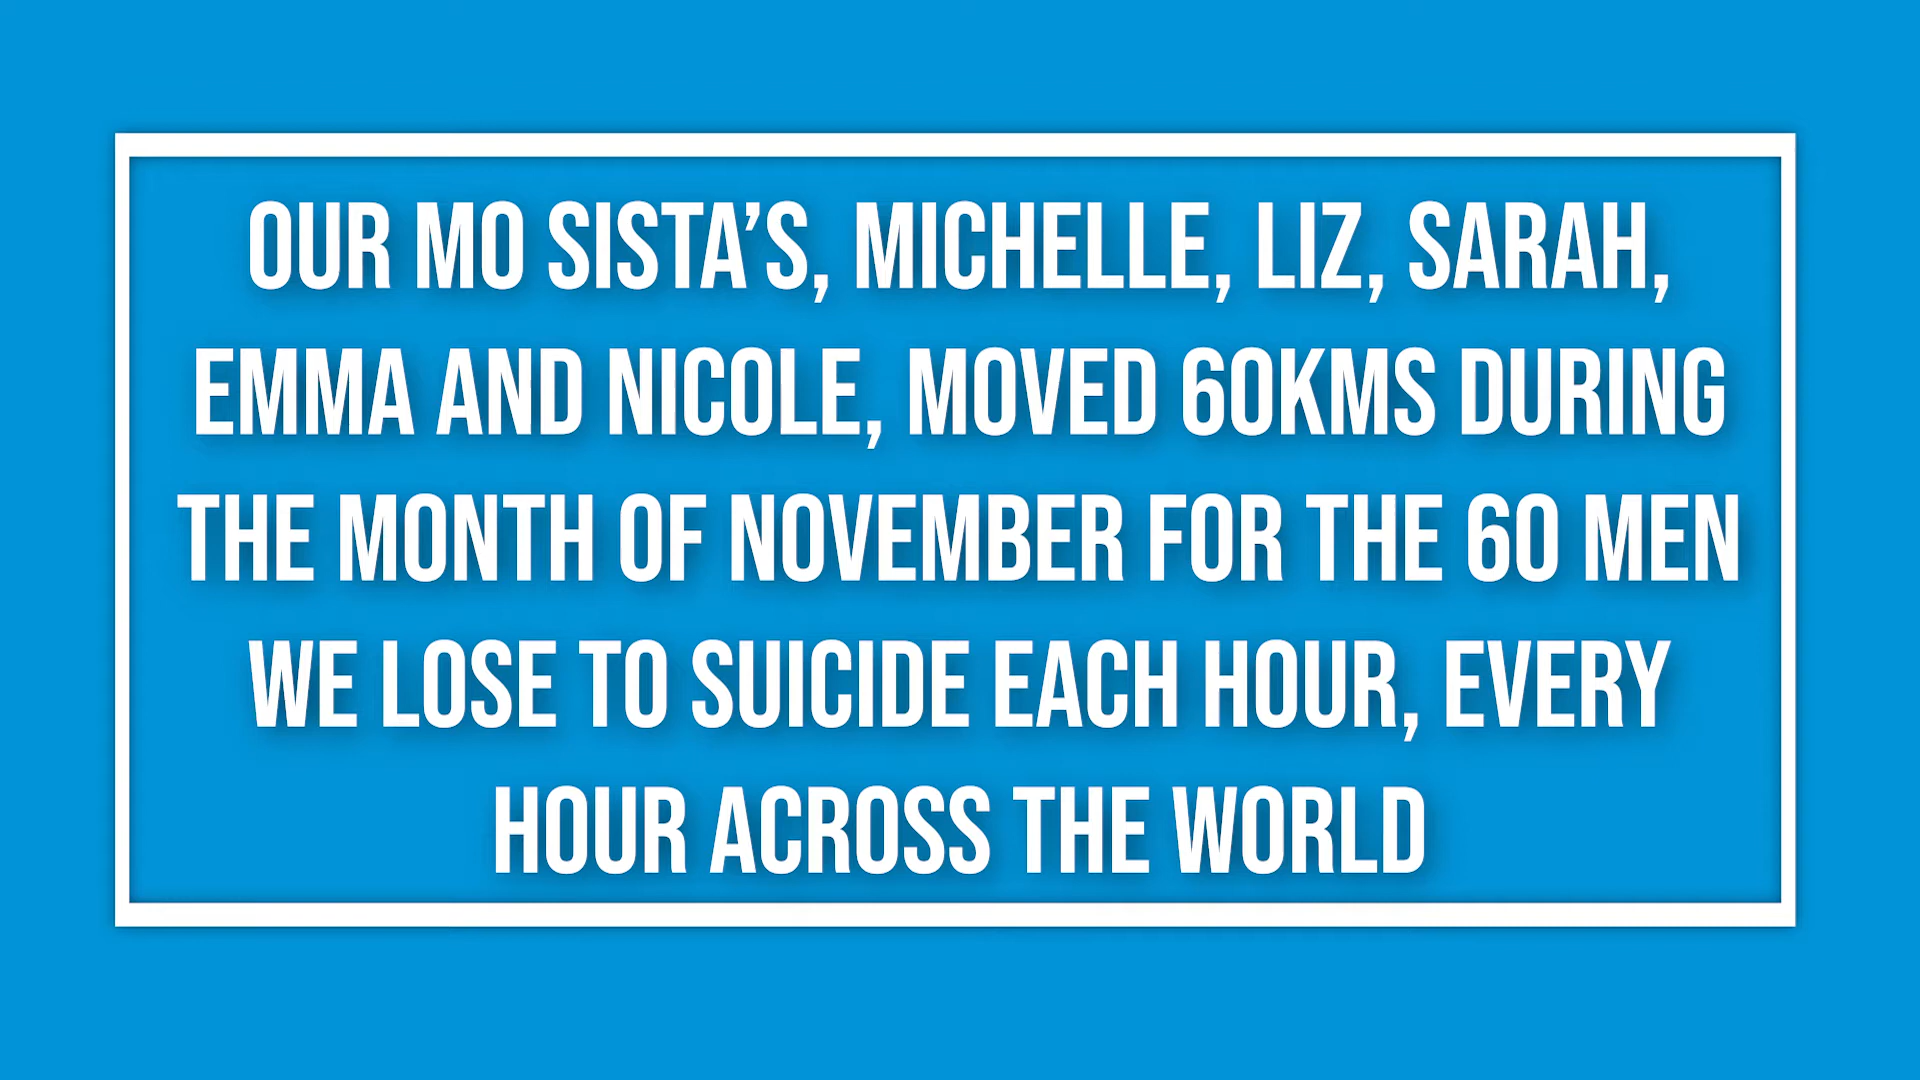 OUR MO SISTA’S, MICHELLE, LIZ, SARAH,
EMMA AND NICOLE, MOVED 60KMS DURING
THE MONTH OF NOVEMBER FOR THE 60 MEN
WE LOSE TO SUICIDE EACH HOUR, EVERY
HOUR ACROSS THE WORLD